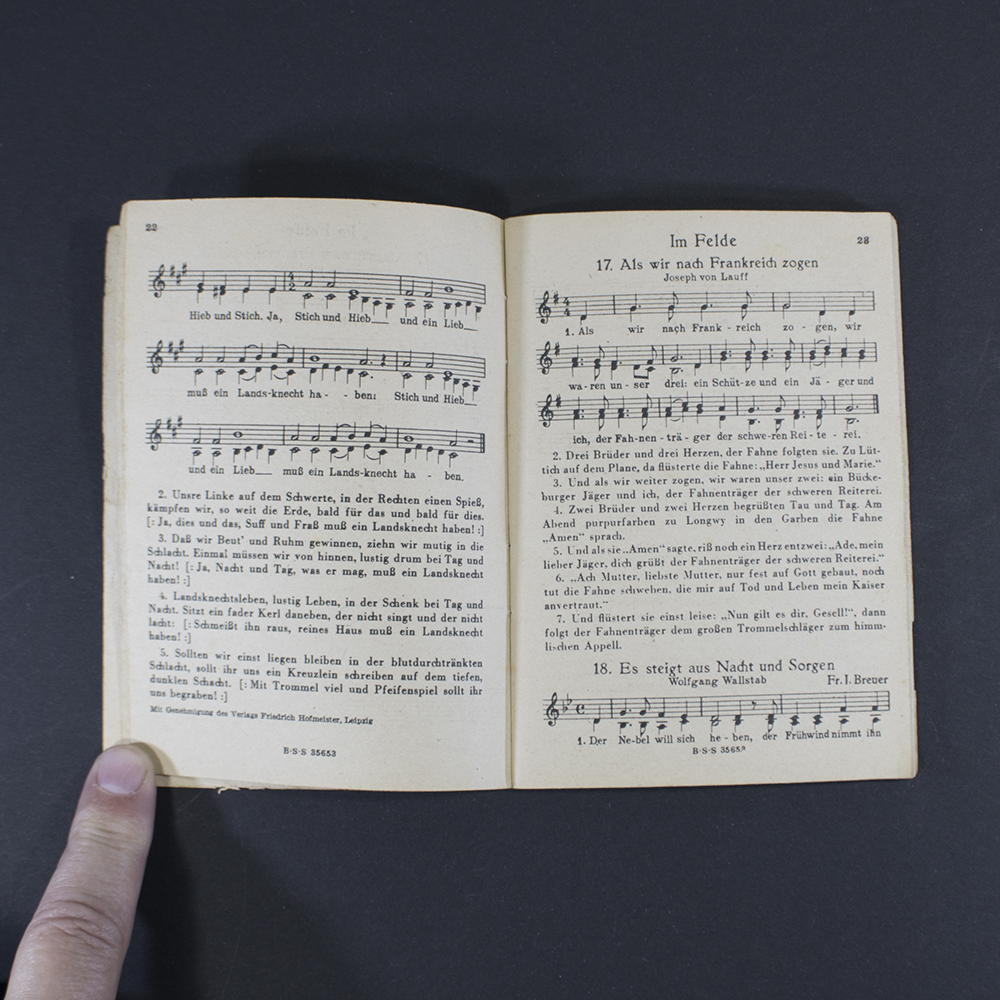 22
Hieb und Stich. Ja, Stich und Hieb__ und ein Lieb__
muß ein Lands-knecht ha - - ben: Stich und Hieb__
und ein Lieb__ muß ein Lands-knecht ha - ben.
2. Unsre Linke auf dem Schwerte, in der Rechten einen Spieß,
kämpfen wir, so weit die Erde, bald für das und bald für dies.
[: Ja, dies und das, Suff und Fraß muß ein Landsknecht haben! :]
3. Daß wir Beut' und Ruhm gewinnen, ziehn wir mutig in die
Schlacht. Einmal müssen wir von hinnen, lustig drum bei Tag und
Nacht! [: Ja, Nacht und Tag, was er mag, muß ein Landsknecht
haben! :]
4. Landsknechtsleben, lustig Leben, in der Schenk bei Tag und
Nacht. Sitzt ein fader Kerl daneben, der nicht singt und der nicht
lacht: [: Schmeißt ihn raus, reines Haus muß ein Landsknecht
haben! :]
5. Sollten wir einst liegen bleiben in der blutdurchtränkten
Schlacht, sollt ihr uns ein Kreuzlein schreiben auf dem tiefen,
dunklen Schacht. [: Mit Trommel viel und Pfeifenspiel sollt ihr
uns begraben! :]
Mit Genehmigung des Verlags Friedrich Hofmeister, Leipzig
B·S·S 35653
Im Felde
23
17. Als wir nach Frankreich zogen
Joseph von Lauff
1. Als wir nach Frank - reich zo - gen, wir
wa-ren un-ser drei: ein Schüt-ze und ein Jä - ger und
ich, der Fah-nen-trä - ger der schwe-ren Rei-te - rei.
2. Drei Brüder und drei Herzen, der Fahne folgten sie. Zu Lüt-
tich auf dem Plane, da flüsterte die Fahne: „Herr Jesus und Marie.“
3. Und als wir weiter zogen, wir waren unser zwei: ein Bücke-
burger Jäger und ich, der Fahnenträger der schweren Reiterei.
4. Zwei Brüder und zwei Herzen begrüßten Tau und Tag. Am
Abend purpurfarben zu Longwy in den Garben die Fahne
„Amen“ sprach.
5. Und als sie „Amen“ sagte, riß noch ein Herz entzwei: „Ade, mein
lieber Jäger, dich grüßt der Fahnenträger der schweren Reiterei.“
6. „Ach Mutter, liebste Mutter, nur fest auf Gott gebaut, noch
tut die Fahne schweben, die mir auf Tod und Leben mein Kaiser
anvertraut.“
7. Und flüstert sie einst leise: „Nun gilt es dir, Gesell!“, dann
folgt der Fahnenträger dem großen Trommelschläger zum himm-
lischen Appell.
18. Es steigt aus Nacht und Sorgen
Wolfgang Wallstab Fr. J. Breuer
1. Der Ne-bel will sich he - ben, der Frühwind nimmt ihn
B·S·S 35653